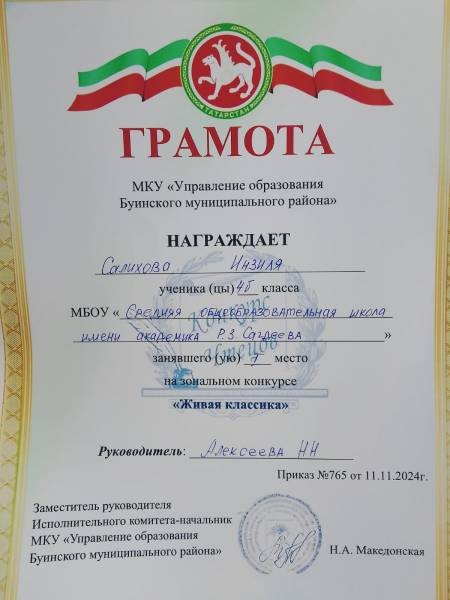 ТАТАРСТАН
ГРАМОТА
МКУ «Управление образования
Буинского муниципального района»
НАГРАЖДАЕТ
Салихова Инзиля
ученика (цы) 4б класса
МБОУ « Средняя общеобразовательная школа
имени академика Р.З. Сагдеева »
Конкурс
Чтецов
занявшего (ую) место
на зональном конкурсе
«Живая классика»
Руководитель: Алексеева НН
Приказ №765 от 11.11.2024г.
Заместитель руководителя
Исполнительного комитета-начальник
МКУ «Управление образования
Буинского муниципального района»
Н.А. Македонская